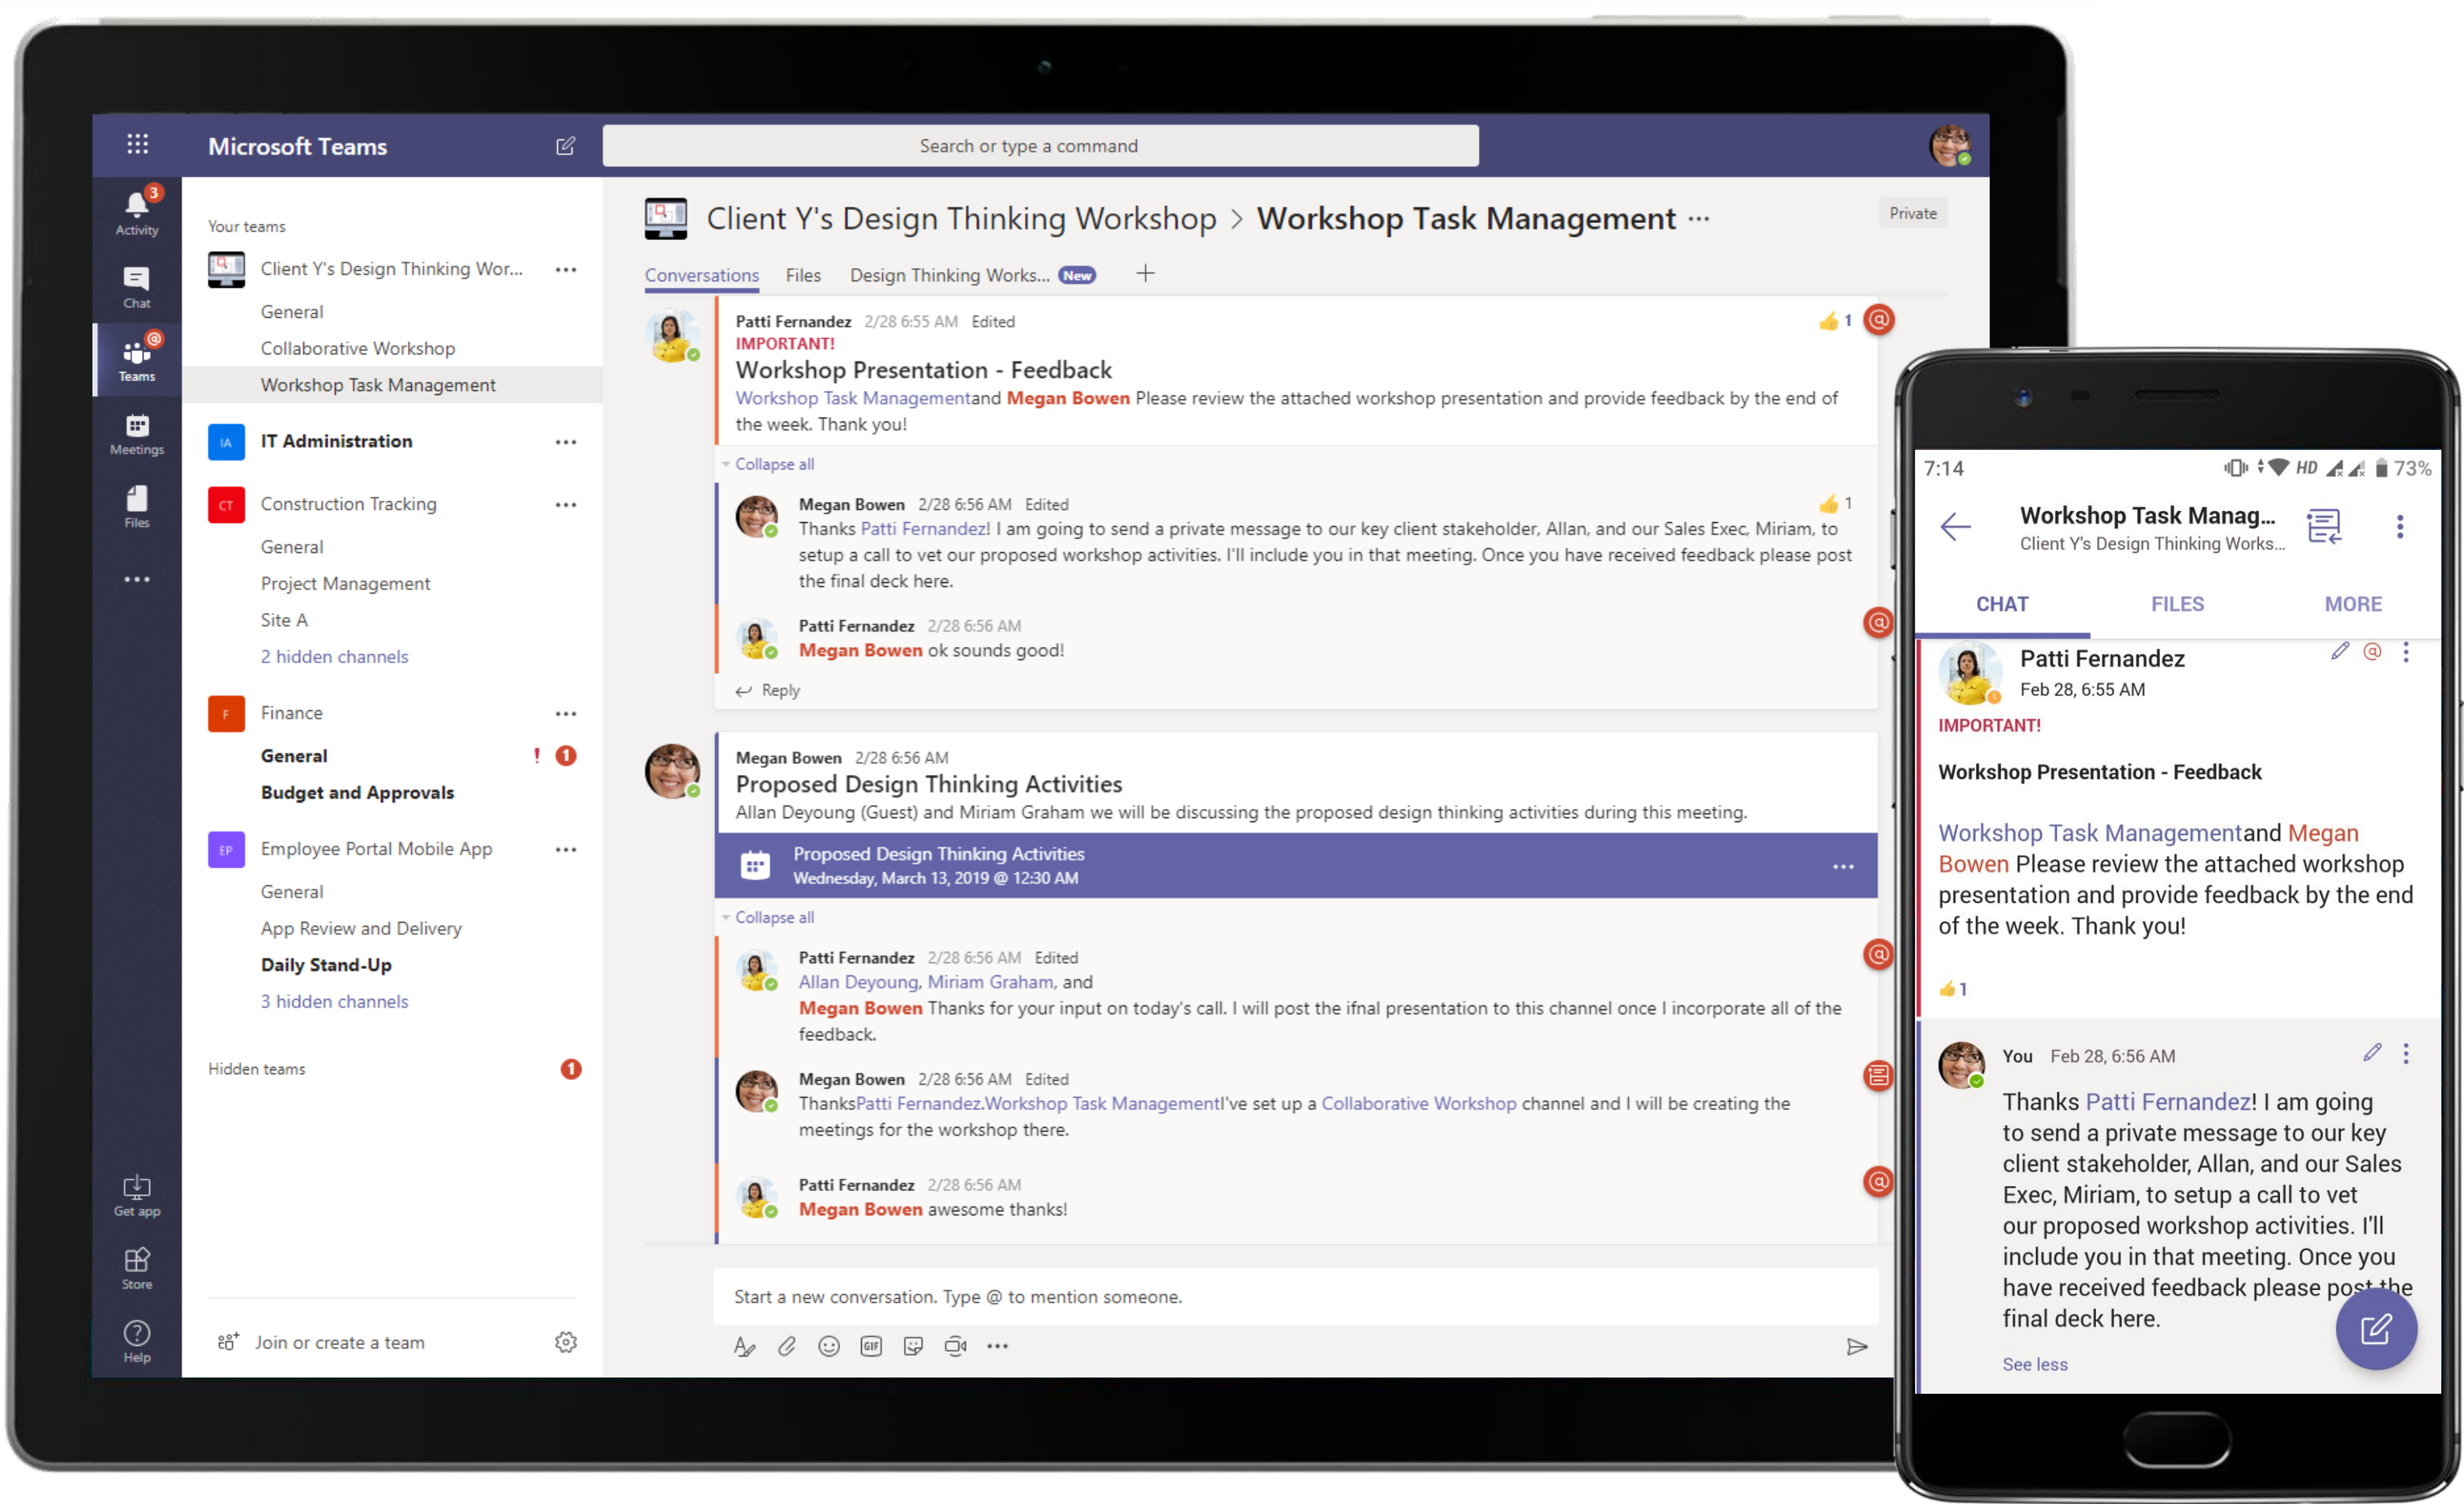 Microsoft Teams
Search or type a command
3
Activity
Chat
@
Teams
Meetings
Files
Get app
Store
Help
Your teams
Client Y's Design Thinking Wor...
General
Collaborative Workshop
Workshop Task Management
IA
IT Administration
CT
Construction Tracking
General
Project Management
Site A
2 hidden channels
F
Finance
General
! 1
Budget and Approvals
EP
Employee Portal Mobile App
General
App Review and Delivery
Daily Stand-Up
3 hidden channels
Hidden teams
1
Join or create a team
Client Y's Design Thinking Workshop > Workshop Task Management ...
Private
Conversations Files Design Thinking Works... New +
Patti Fernandez 2/28 6:55 AM Edited
1 @
IMPORTANT!
Workshop Presentation - Feedback
Workshop Task Managementand Megan Bowen Please review the attached workshop presentation and provide feedback by the end of
the week. Thank you!
Collapse all
Megan Bowen 2/28 6:56 AM Edited
1
Thanks Patti Fernandez! I am going to send a private message to our key client stakeholder, Allan, and our Sales Exec, Miriam, to
setup a call to vet our proposed workshop activities. I'll include you in that meeting. Once you have received feedback please post
the final deck here.
Patti Fernandez 2/28 6:56 AM
@
Megan Bowen ok sounds good!
Reply
Megan Bowen 2/28 6:56 AM
Proposed Design Thinking Activities
Allan Deyoung (Guest) and Miriam Graham we will be discussing the proposed design thinking activities during this meeting.
Proposed Design Thinking Activities
Wednesday, March 13, 2019 @ 12:30 AM
Collapse all
Patti Fernandez 2/28 6:56 AM Edited
@
Allan Deyoung, Miriam Graham, and
Megan Bowen Thanks for your input on today's call. I will post the ifnal presentation to this channel once I incorporate all of the
feedback.
Megan Bowen 2/28 6:56 AM Edited
ThanksPatti Fernandez.Workshop Task ManagementI've set up a Collaborative Workshop channel and I will be creating the
meetings for the workshop there.
Patti Fernandez 2/28 6:56 AM
@
Megan Bowen awesome thanks!
Start a new conversation. Type @ to mention someone.
GIF
7:14
HD
73%
Workshop Task Manag...
Client Y's Design Thinking Works...
CHAT FILES MORE
Patti Fernandez
@
Feb 28, 6:55 AM
IMPORTANT!
Workshop Presentation - Feedback
Workshop Task Managementand Megan
Bowen Please review the attached workshop
presentation and provide feedback by the end
of the week. Thank you!
1
You Feb 28, 6:56 AM
Thanks Patti Fernandez! I am going
to send a private message to our key
client stakeholder, Allan, and our Sales
Exec, Miriam, to setup a call to vet
our proposed workshop activities. I'll
include you in that meeting. Once you
have received feedback please post the
final deck here.
See less